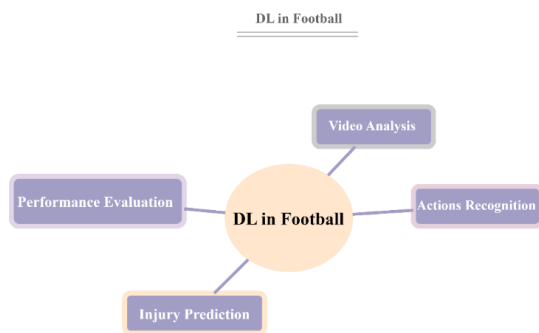 DL in Football
Video Analysis
Performance Evaluation
Actions Recognition
DL in Football
Injury Prediction